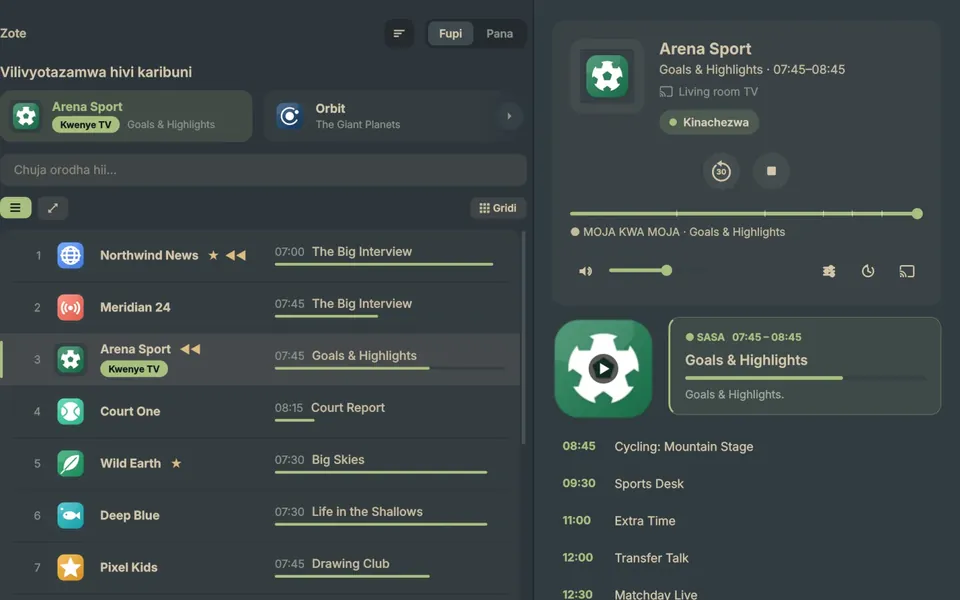 Zote
Fupi
Pana
Vilivyotazamwa hivi karibuni
Arena Sport
Kwenye TV
Goals & Highlights
Orbit
The Giant Planets
Chuja orodha hii...
Gridi
1
Northwind News
07:00 The Big Interview
2
Meridian 24
07:45 The Big Interview
3
Arena Sport
Kwenye TV
07:45 Goals & Highlights
4
Court One
08:15 Court Report
5
Wild Earth
07:30 Big Skies
6
Deep Blue
07:30 Life in the Shallows
7
Pixel Kids
07:45 Drawing Club
Arena Sport
Goals & Highlights · 07:45–08:45
Living room TV
Kinachezwa
30
MOJA KWA MOJA · Goals & Highlights
SASA 07:45 – 08:45
Goals & Highlights
Goals & Highlights.
08:45 Cycling: Mountain Stage
09:30 Sports Desk
11:00 Extra Time
12:00 Transfer Talk
12:30 Matchday Live